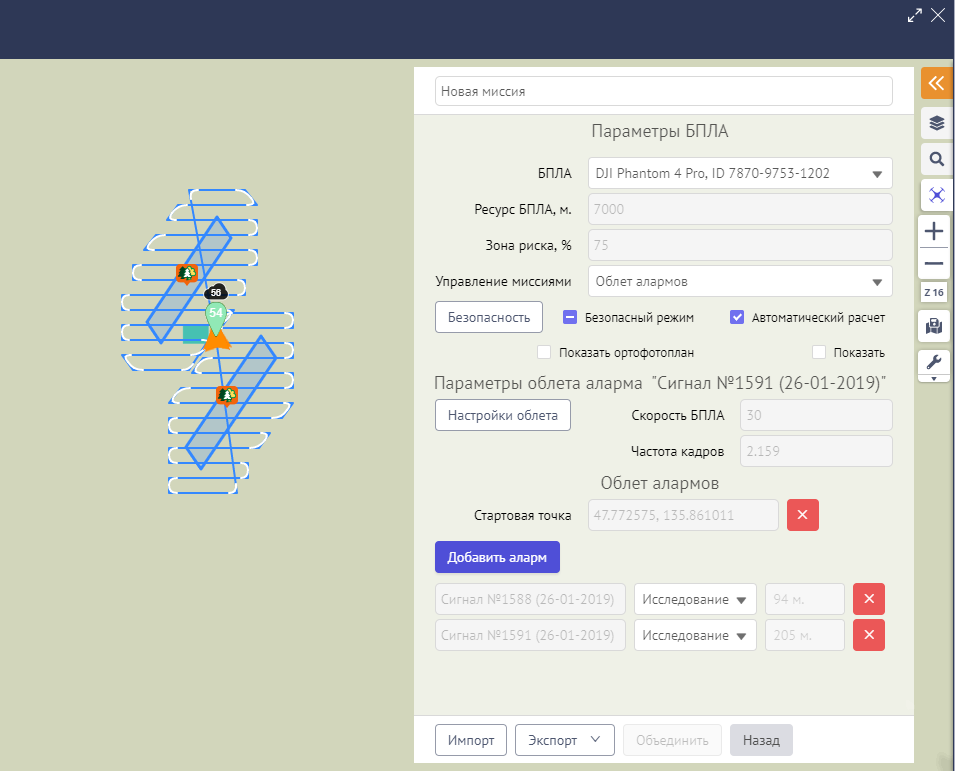 Новая миссия
Параметры БПЛА
БПЛА DJI Phantom 4 Pro, ID 7870-9753-1202
Ресурс БПЛА, м. 7000
Зона риска, % 75
Управление миссиями Облет алармов
Безопасность Безопасный режим Автоматический расчет
Показать ортофотоплан Показать
Параметры облета аларма "Сигнал №1591 (26-01-2019)"
Настройки облета Скорость БПЛА 30
Частота кадров 2.159
Облет алармов
Стартовая точка 47.772575, 135.861011
Добавить аларм
Сигнал №1588 (26-01-2019) Исследование 94 м.
Сигнал №1591 (26-01-2019) Исследование 205 м.
Импорт Экспорт Объединить Назад
Z 16
56
54